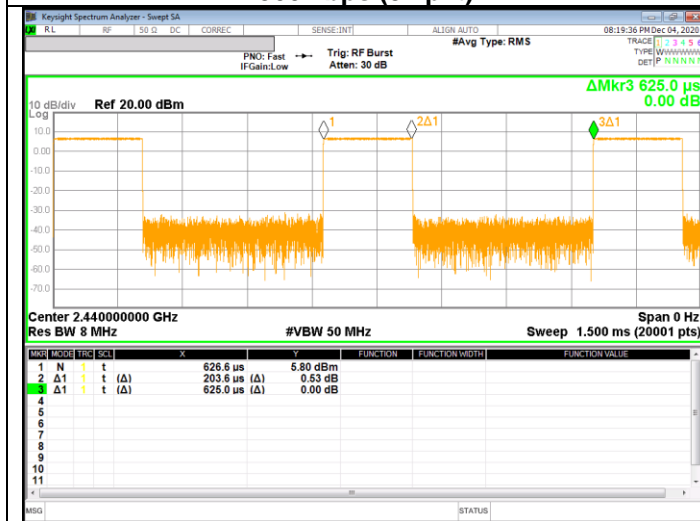 Keysight Spectrum Analyzer - Swept SA
RL RF 50 Ω DC CORREC SENSE:INT ALIGN AUTO 08:19:36 PM Dec 04, 2020
#Avg Type: RMS
TRACE 1 2 3 4 5 6
PNO: Fast Trig: RF Burst
TYPE WWWWWW
IFGain:Low Atten: 30 dB
DET P N N N N
ΔMkr3 625.0 µs
0.00 dB
10 dB/div Ref 20.00 dBm
Log
1 2Δ1 3Δ1
10.0
0.00
-10.0
-20.0
-30.0
-40.0
-50.0
-60.0
-70.0
Center 2.440000000 GHz Span 0 Hz
Res BW 8 MHz #VBW 50 MHz Sweep 1.500 ms (20001 pts)
MKR MODE TRC SCL X Y FUNCTION FUNCTION WIDTH FUNCTION VALUE
1 N 1 t 626.6 µs 5.80 dBm
2 Δ1 1 t (Δ) 203.6 µs (Δ) 0.53 dB
3 Δ1 1 t (Δ) 625.0 µs (Δ) 0.00 dB
4
5
6
7
8
9
10
11
MSG STATUS